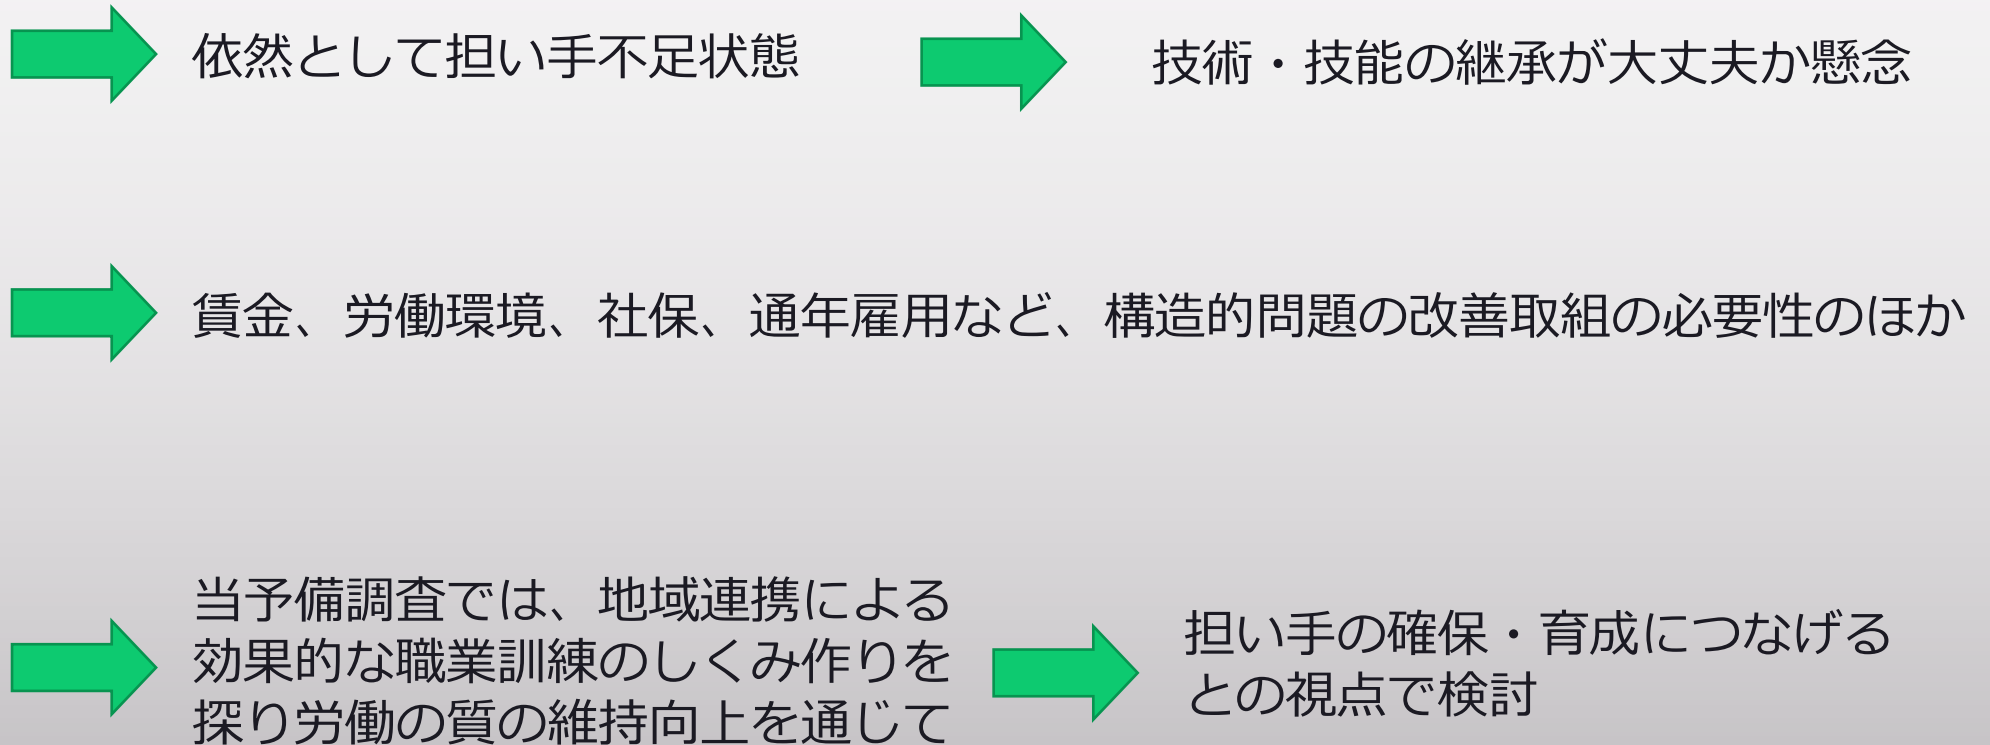 依然として担い手不足状態
技術・技能の継承が大丈夫か懸念
賃金、労働環境、社保、通年雇用など、構造的問題の改善取組の必要性のほか
当予備調査では、地域連携による
効果的な職業訓練のしくみ作りを
探り労働の質の維持向上を通じて
担い手の確保・育成につなげる
との視点で検討